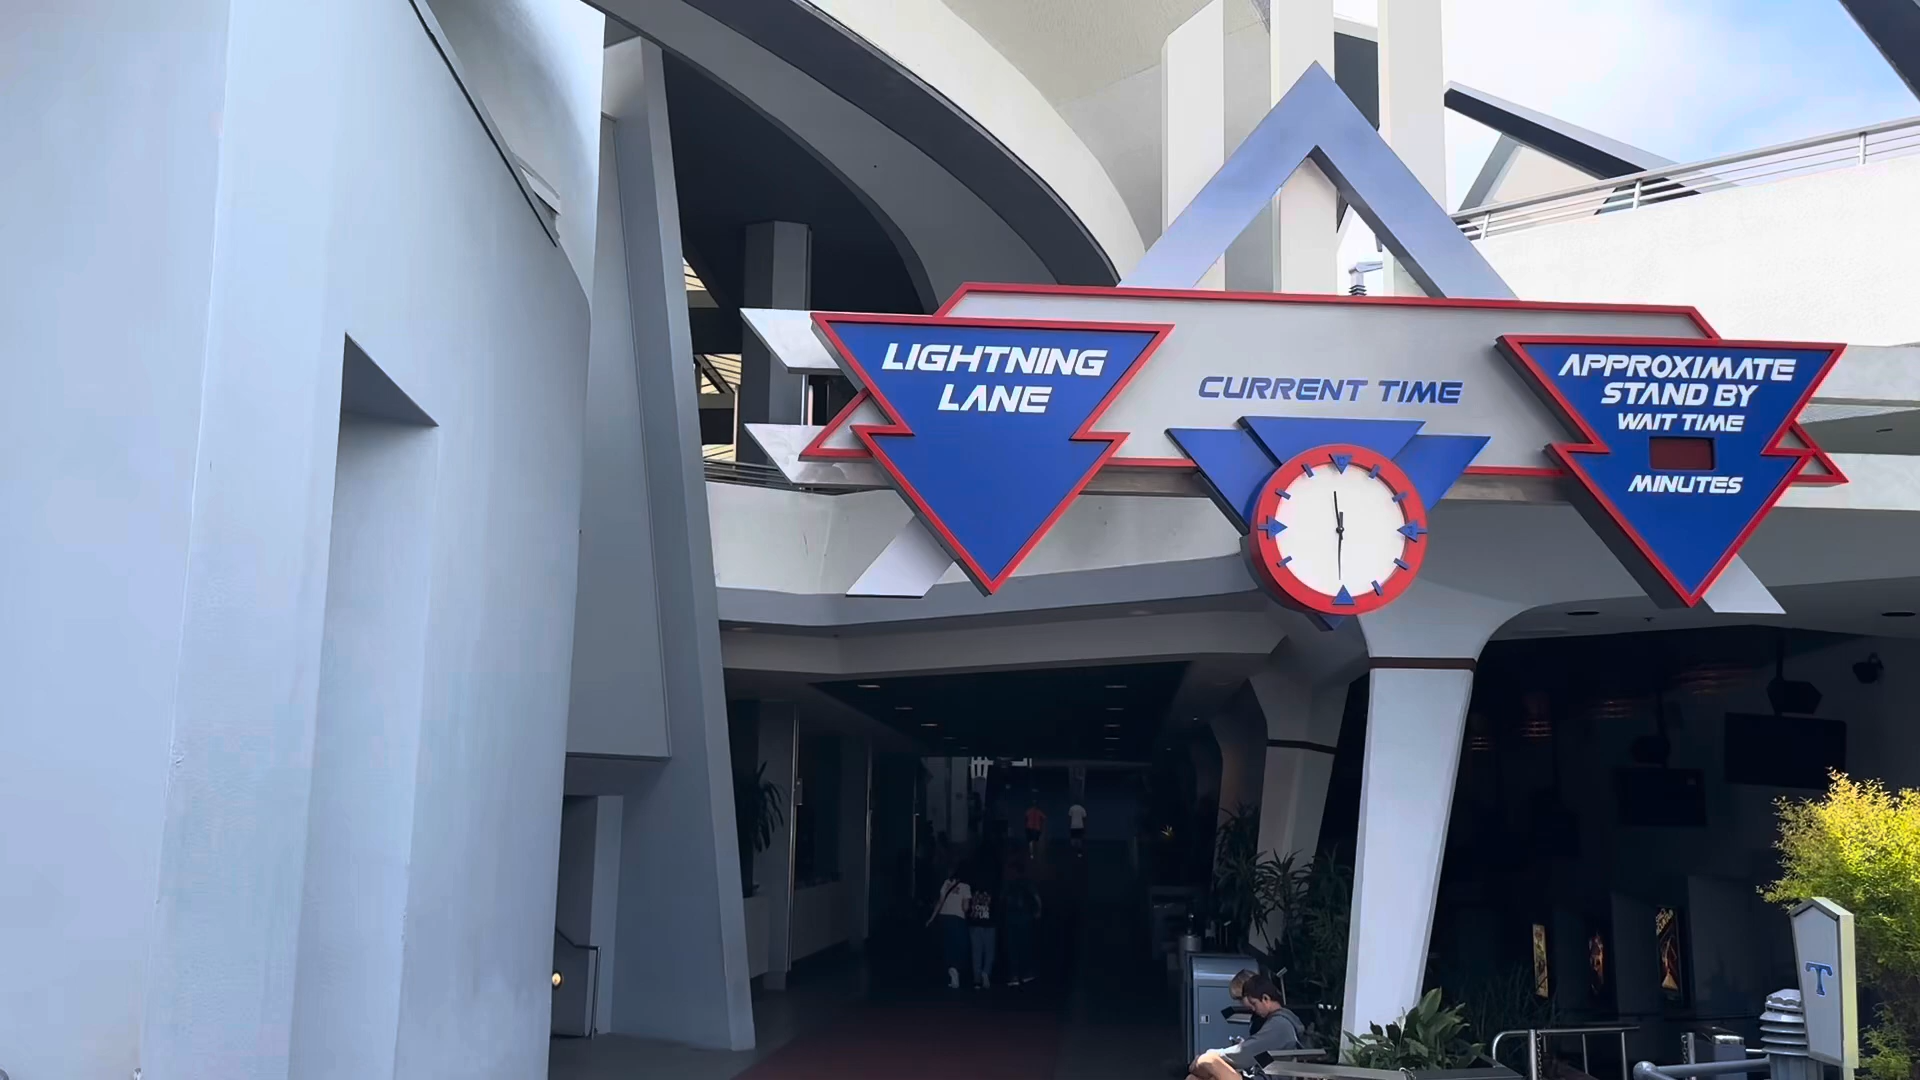 LIGHTNING
LANE
CURRENT TIME
APPROXIMATE
STAND BY
WAIT TIME
MINUTES
T